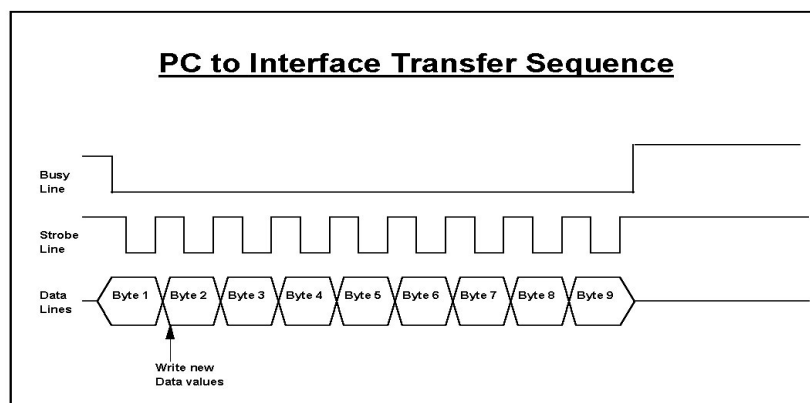 PC to Interface Transfer Sequence
Busy
Line
Strobe
Line
Data
Lines
Byte 1 Byte 2 Byte 3 Byte 4 Byte 5 Byte 6 Byte 7 Byte 8 Byte 9
Write new
Data values